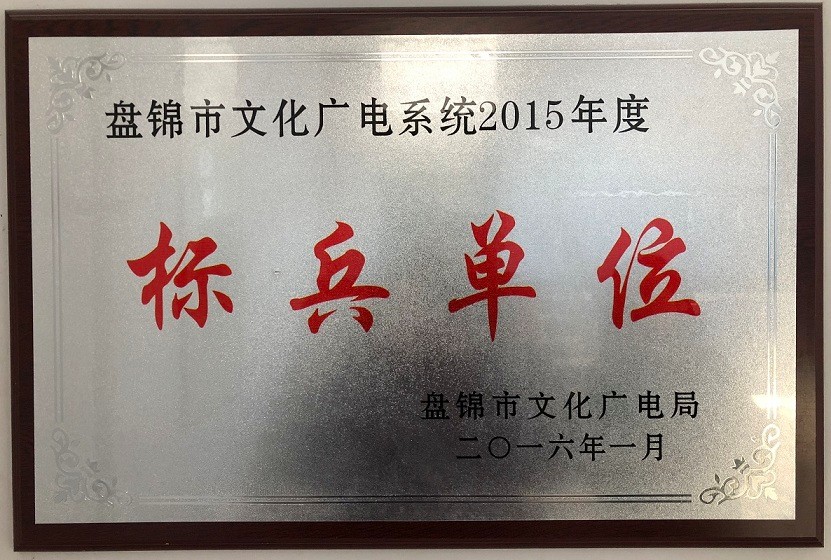 盘锦市文化广电系统2015年度
标兵单位
盘锦市文化广电局
二〇一六年一月